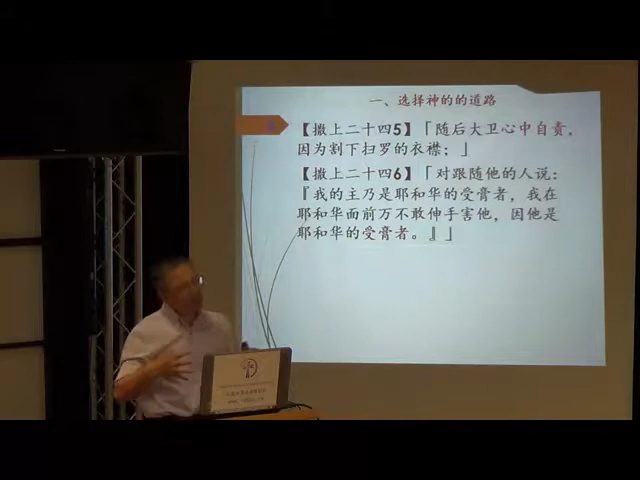 一、选择神的的道路
【撒上二十四5】「随后大卫心中自责，
因为割下扫罗的衣襟；」
【撒上二十四6】「对跟随他的人说：
『我的主乃是耶和华的受膏者，我在
耶和华面前万不敢伸手害他，因他是
耶和华的受膏者。』」